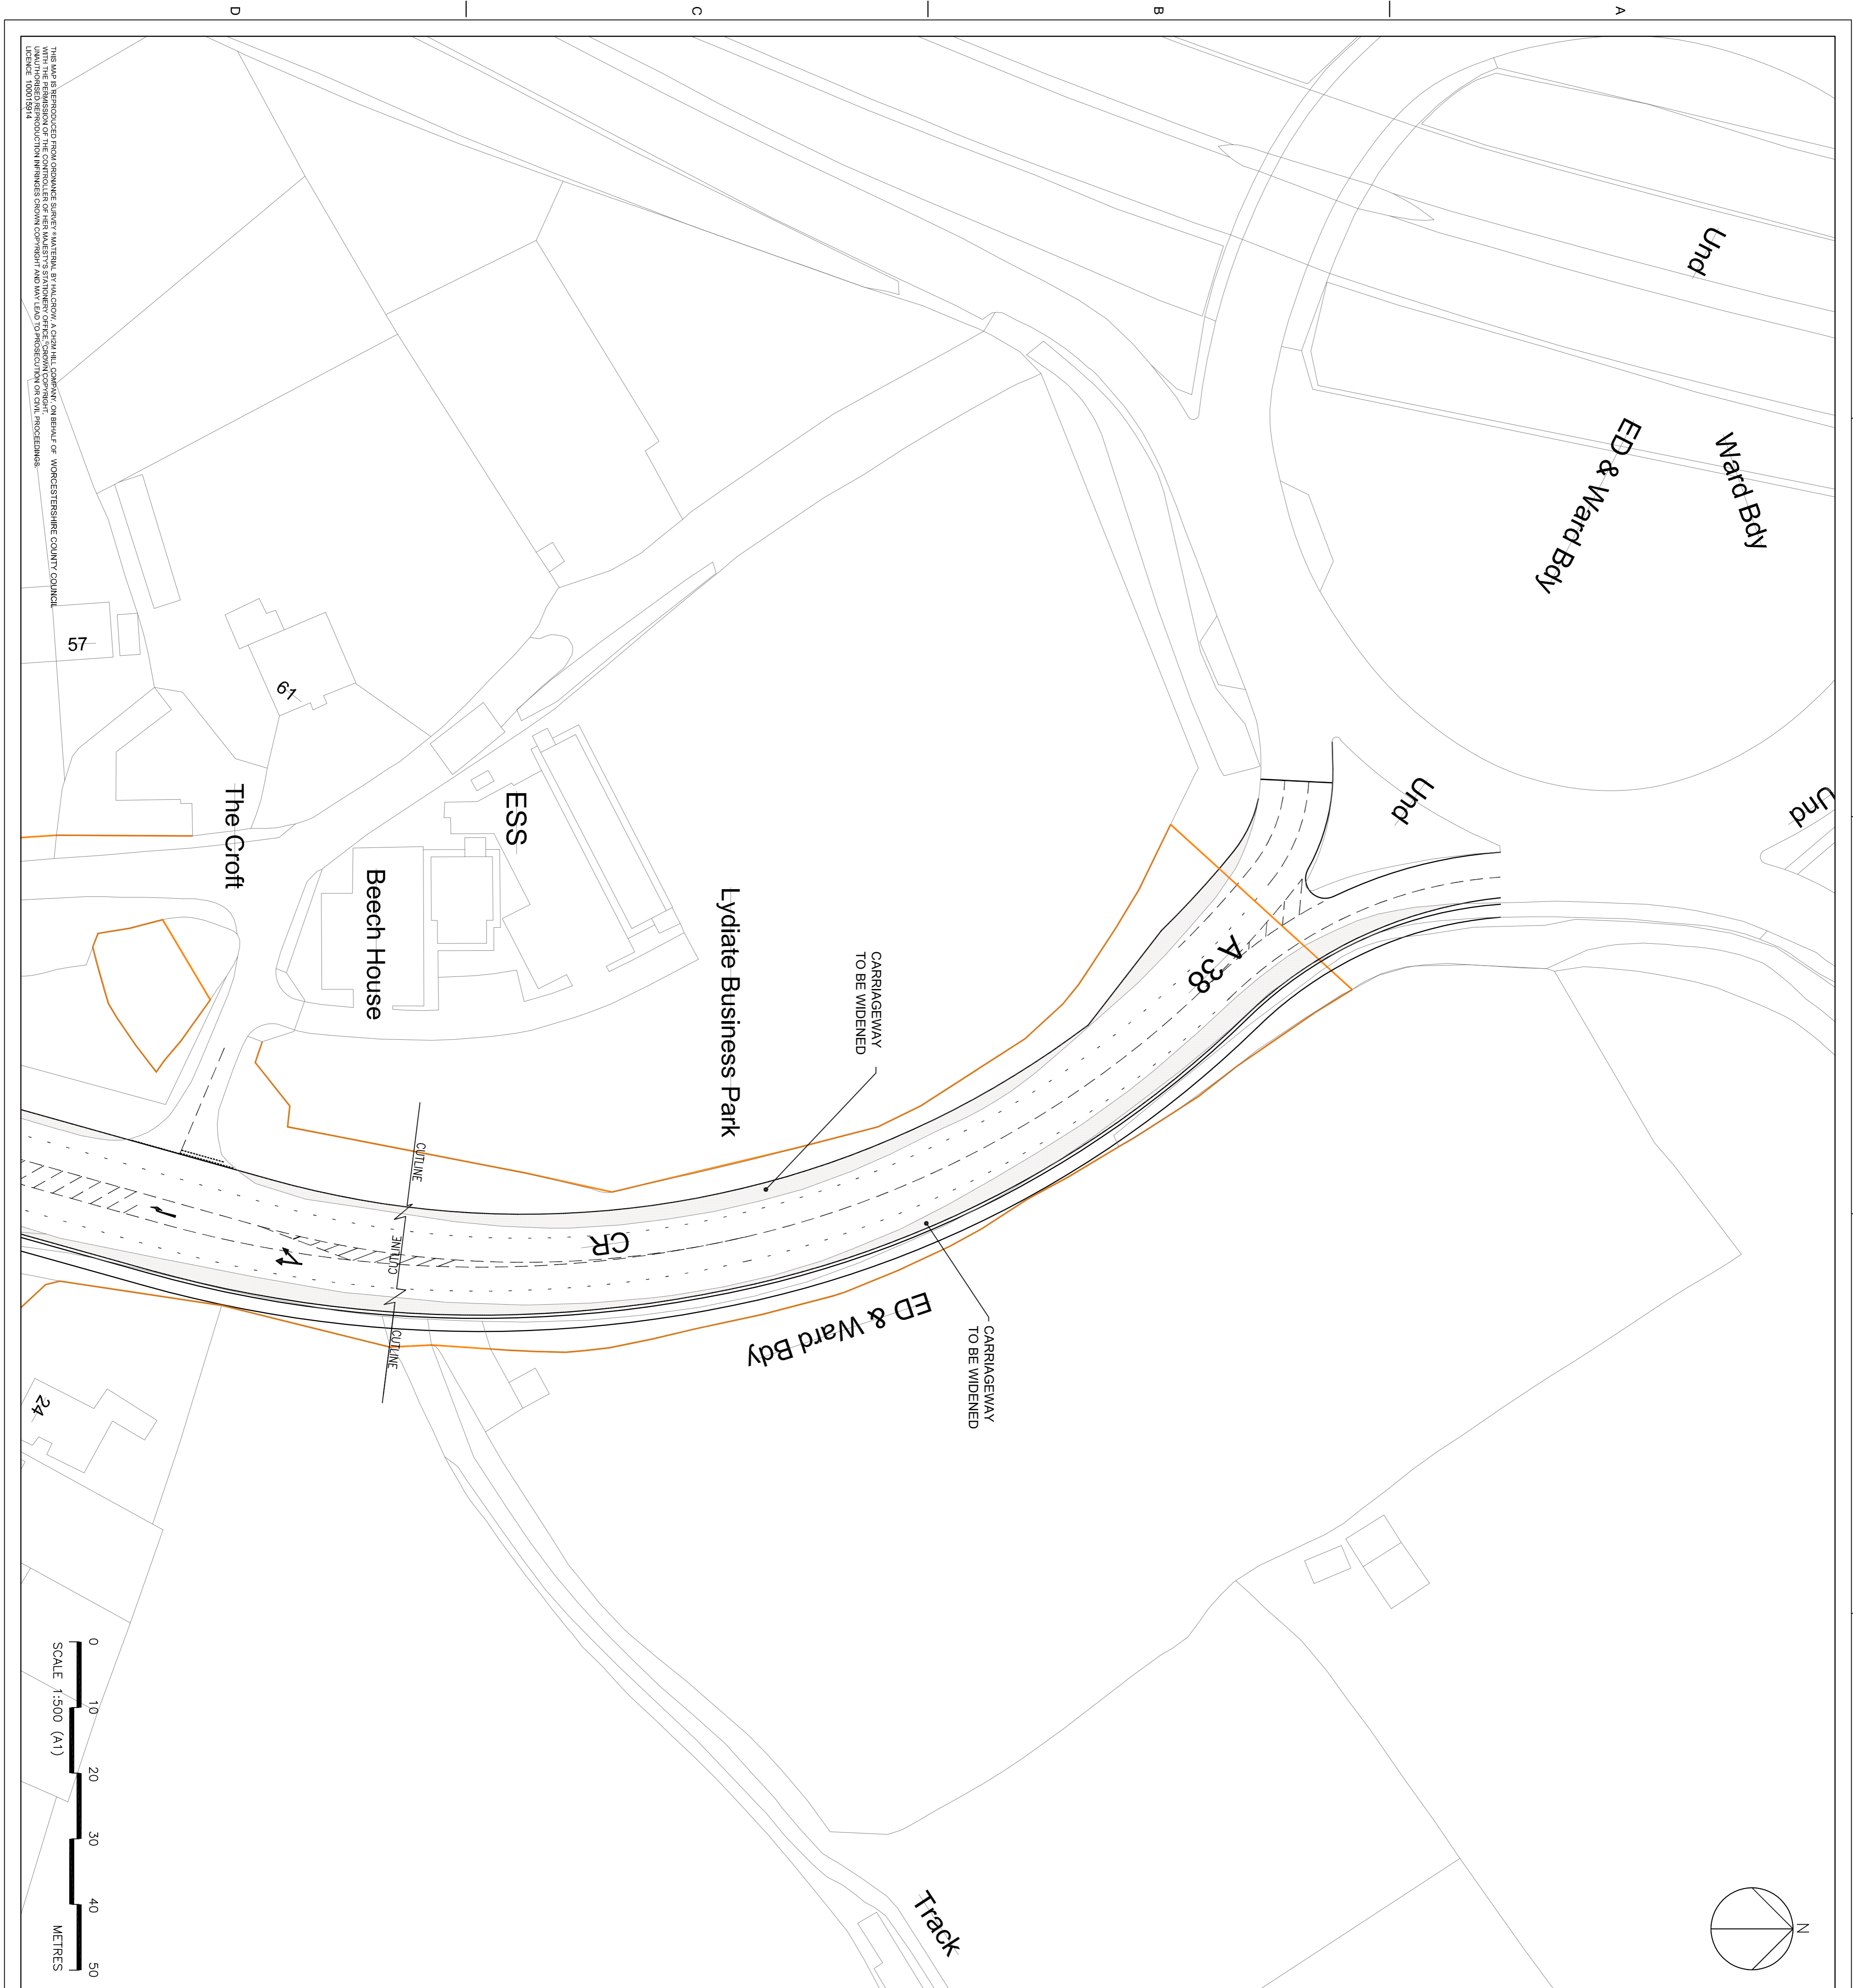 D
C
B
A
THIS MAP IS REPRODUCED FROM ORDNANCE SURVEY ® MATERIAL BY HALCROW, A CH2M HILL COMPANY, ON BEHALF OF WORCESTERSHIRE COUNTY COUNCIL
WITH THE PERMISSION OF THE CONTROLLER OF HER MAJESTY'S STATIONERY OFFICE. © CROWN COPYRIGHT.
UNAUTHORISED REPRODUCTION INFRINGES CROWN COPYRIGHT AND MAY LEAD TO PROSECUTION OR CIVIL PROCEEDINGS.
LICENCE 100015914
Und
Ward Bdy
ED & Ward Bdy
Und
Und
57
61
The Croft
ESS
Beech House
Lydiate Business Park
A 38
CARRIAGEWAY
TO BE WIDENED
CUTLINE
CUTLINE
CUTLINE
CR
ED & Ward Bdy
CARRIAGEWAY
TO BE WIDENED
24
Track
0 10 20 30 40 50
SCALE 1:500 (A1) METRES
N